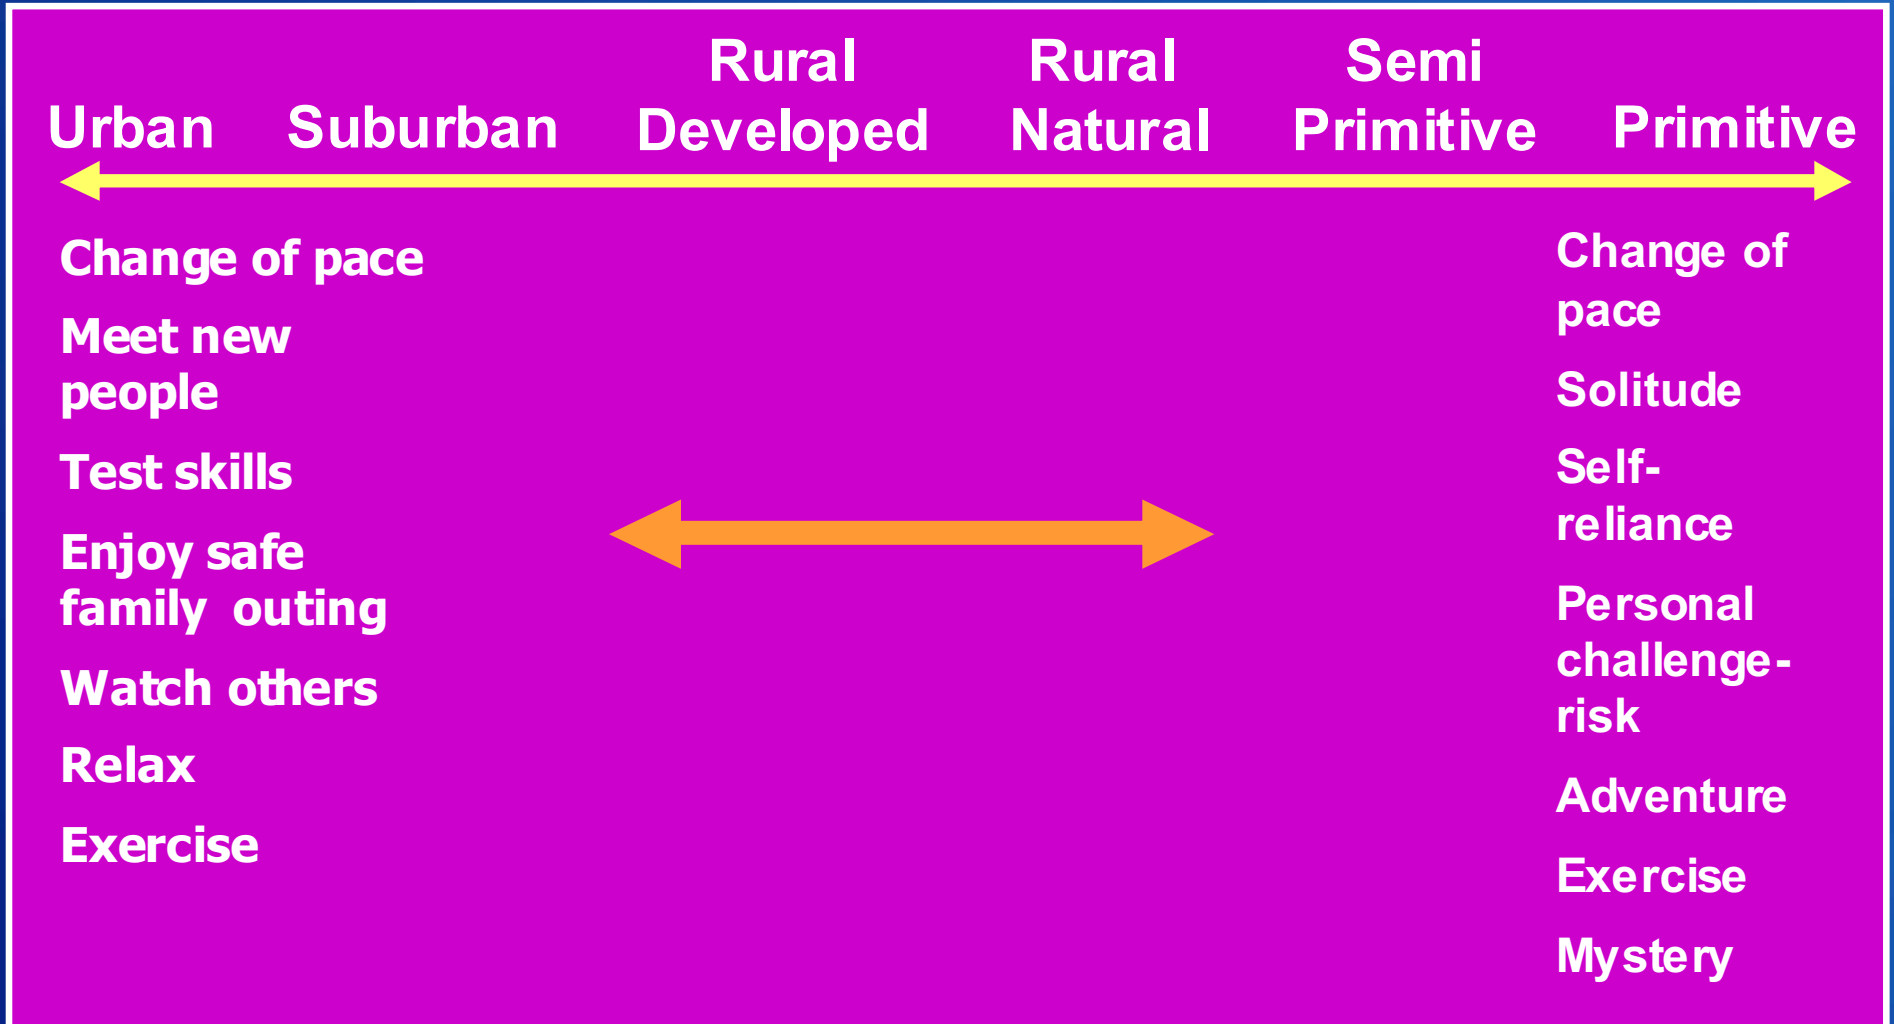 Urban Suburban Rural Developed Rural Natural Semi Primitive Primitive
Change of pace
Meet new
people
Test skills
Enjoy safe
family outing
Watch others
Relax
Exercise
Change of
pace
Solitude
Self-
reliance
Personal
challenge-
risk
Adventure
Exercise
Mystery